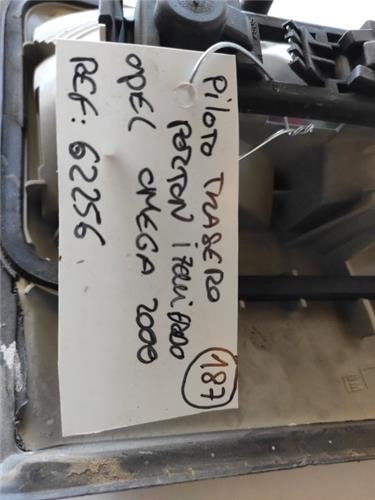 Piloto TRASERO
PORTON iZQUiERDO
OPEL OMEGA 2000
REF: 62256
187